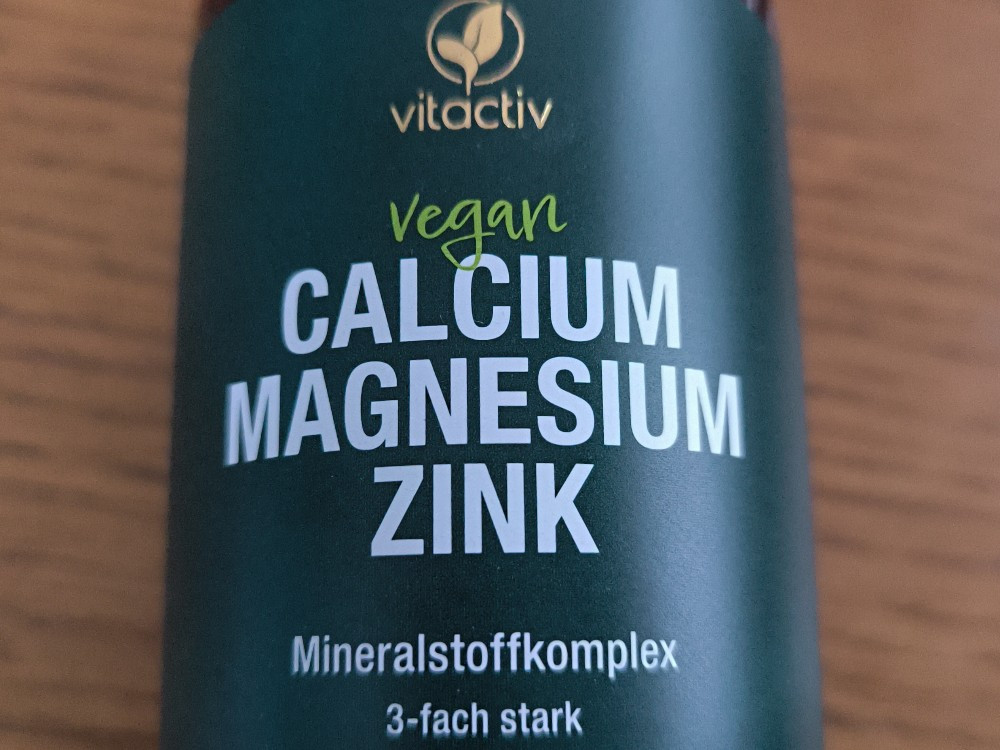 vitactiv
vegan
CALCIUM
MAGNESIUM
ZINK
Mineralstoffkomplex
3-fach stark